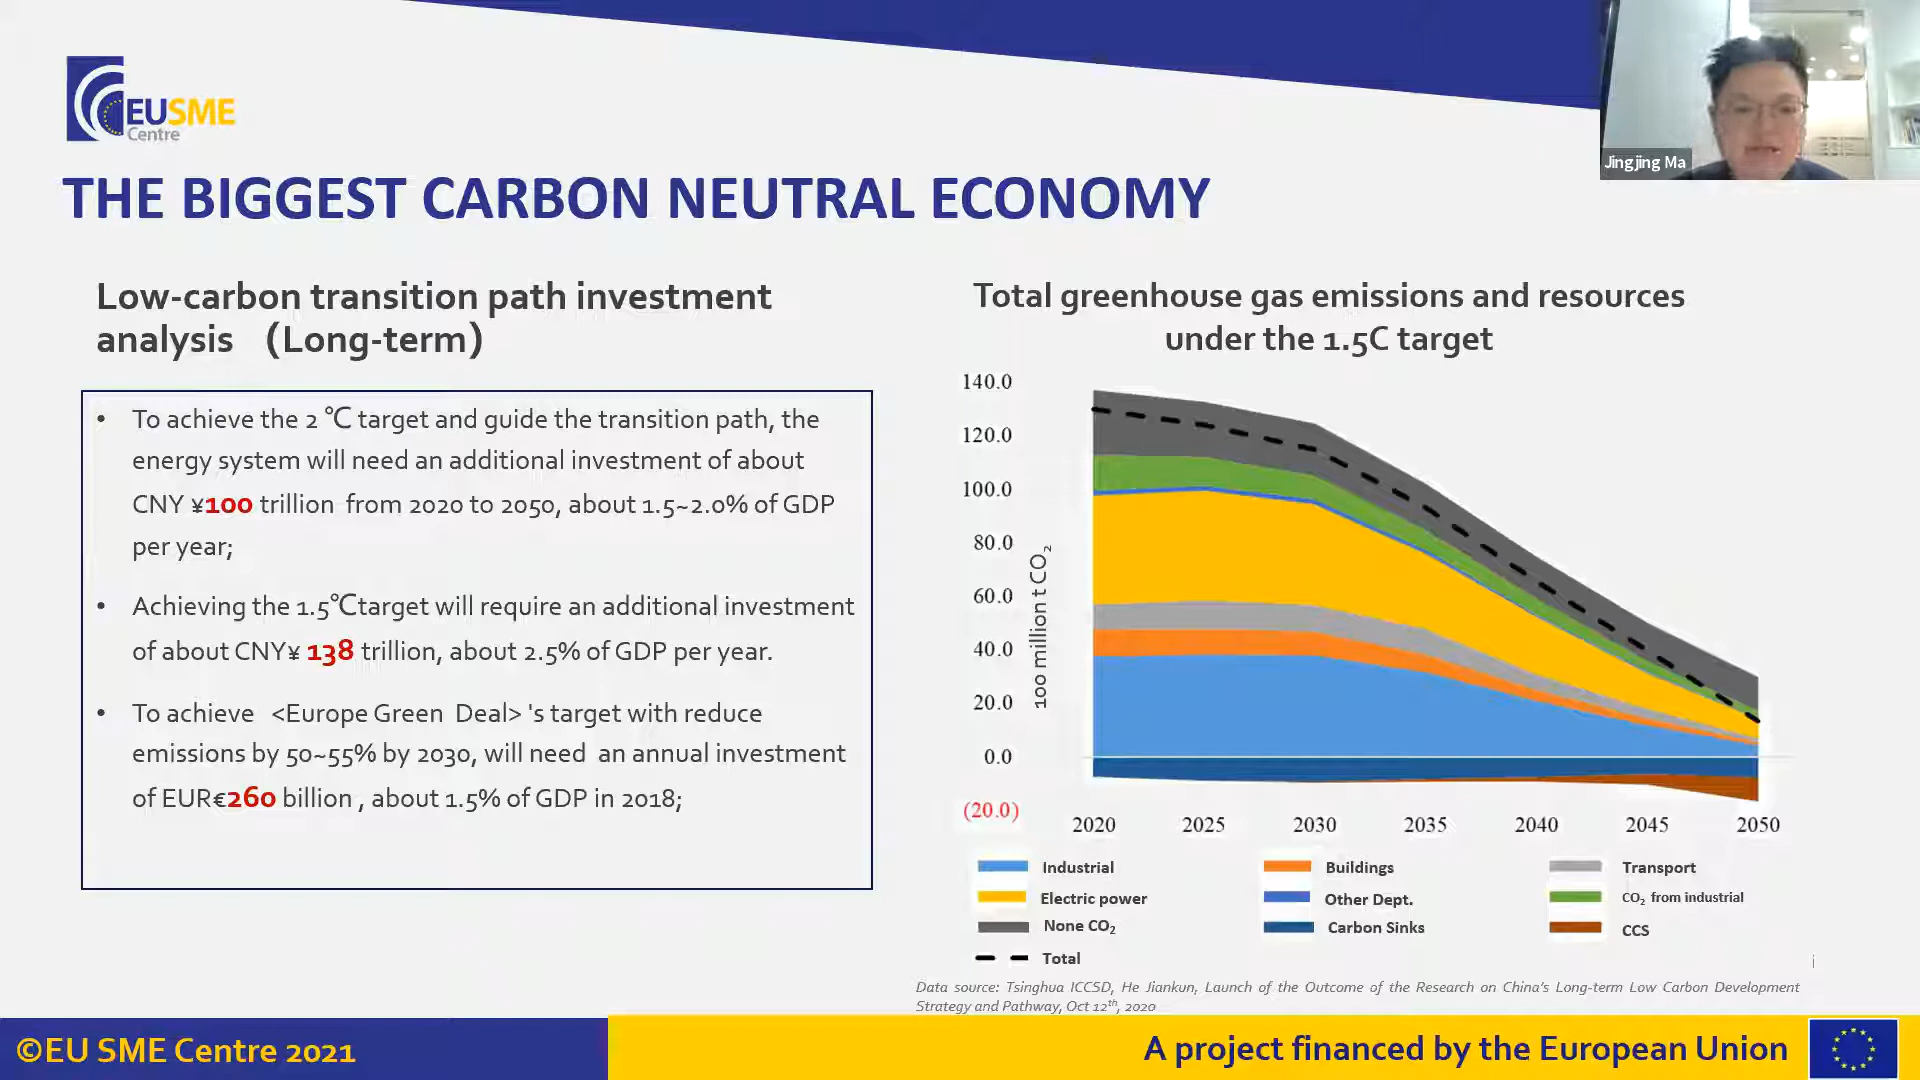 EUSME
Centre
Jingjing Ma
THE BIGGEST CARBON NEUTRAL ECONOMY
Low-carbon transition path investment
analysis (Long-term)
• To achieve the 2 ℃ target and guide the transition path, the
energy system will need an additional investment of about
CNY ¥100 trillion from 2020 to 2050, about 1.5~2.0% of GDP
per year;
• Achieving the 1.5℃target will require an additional investment
of about CNY¥ 138 trillion, about 2.5% of GDP per year.
• To achieve <Europe Green Deal> 's target with reduce
emissions by 50~55% by 2030, will need an annual investment
of EUR€260 billion , about 1.5% of GDP in 2018;
Total greenhouse gas emissions and resources
under the 1.5C target
140.0
120.0
100.0
80.0
60.0
40.0
20.0
0.0
(20.0)
100 million t CO₂
2020 2025 2030 2035 2040 2045 2050
Industrial Buildings Transport
Electric power Other Dept. CO₂ from industrial
None CO₂ Carbon Sinks CCS
Total
i
Data source: Tsinghua ICCSD, He Jiankun, Launch of the Outcome of the Research on China's Long-term Low Carbon Development
Strategy and Pathway, Oct 12th, 2020
©EU SME Centre 2021
A project financed by the European Union